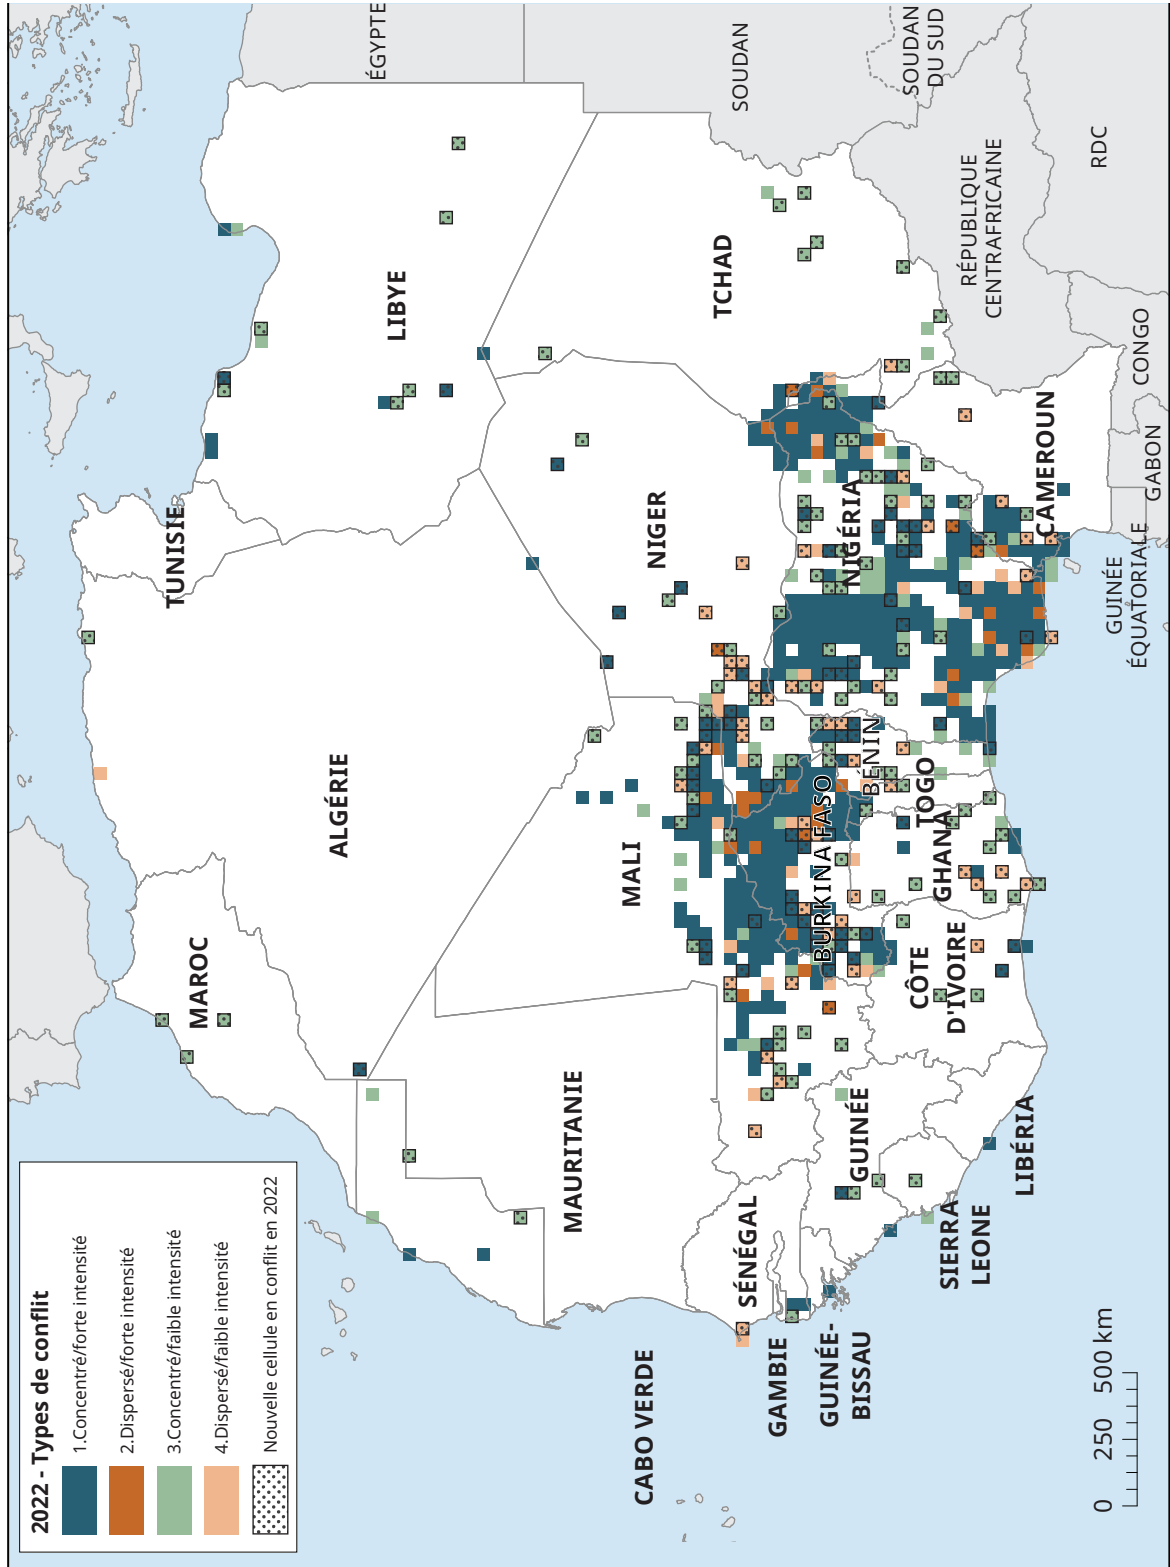 2022 - Types de conflit
1.Concentré/forte intensité
2.Dispersé/forte intensité
3.Concentré/faible intensité
4.Dispersé/faible intensité
Nouvelle cellule en conflit en 2022
MAROC
ALGÉRIE
TUNISIE
LIBYE
ÉGYPTE
MAURITANIE
MALI
NIGER
TCHAD
SOUDAN
CABO VERDE
SÉNÉGAL
GAMBIE
GUINÉE-
BISSAU
GUINÉE
SIERRA
LEONE
LIBÉRIA
CÔTE
D'IVOIRE
BURKINA FASO
GHANA
TOGO
BÉNIN
NIGÉRIA
CAMEROUN
SOUDAN
DU SUD
RÉPUBLIQUE
CENTRAFRICAINE
RDC
CONGO
GABON
GUINÉE
ÉQUATORIALE
0 250 500 km